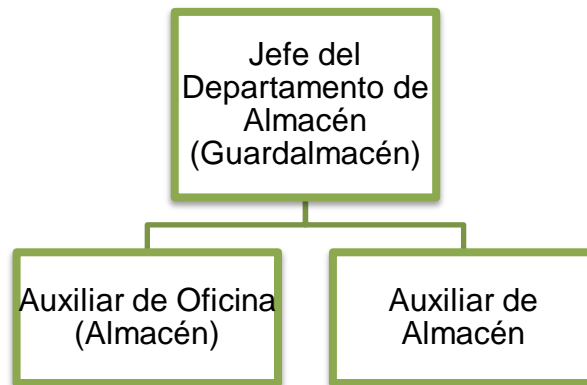 Jefe del
Departamento de
Almacén
(Guardalmacén)
Auxiliar de Oficina
(Almacén)
Auxiliar de
Almacén